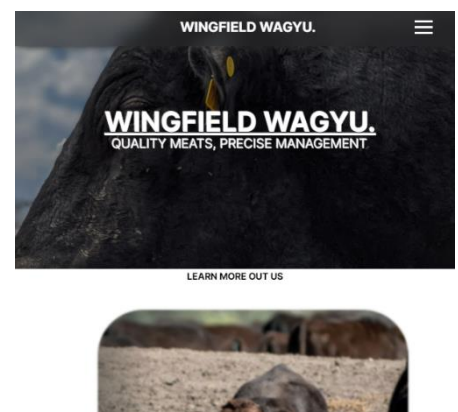 WINGFIELD WAGYU.
WINGFIELD WAGYU.
QUALITY MEATS, PRECISE MANAGEMENT
LEARN MORE OUT US